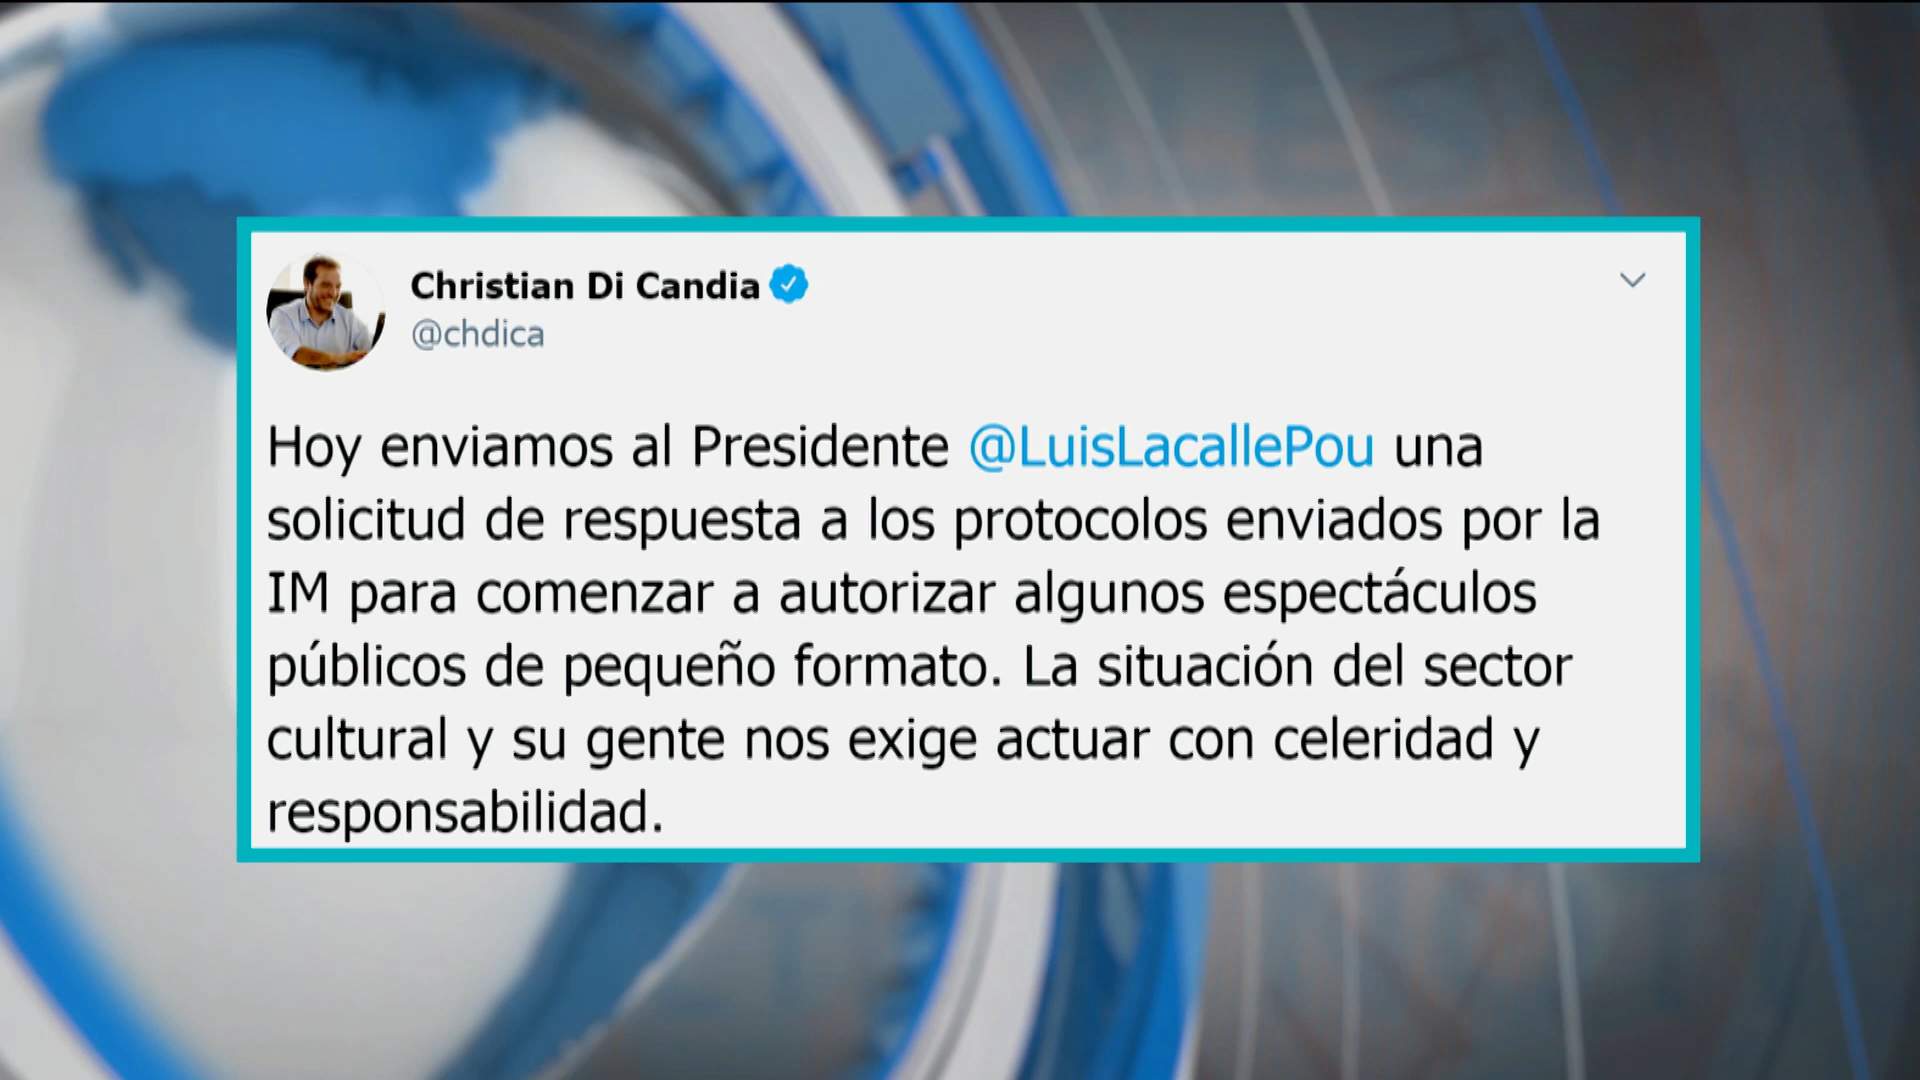 Christian Di Candia
@chdica
Hoy enviamos al Presidente @LuisLacallePou una
solicitud de respuesta a los protocolos enviados por la
IM para comenzar a autorizar algunos espectáculos
públicos de pequeño formato. La situación del sector
cultural y su gente nos exige actuar con celeridad y
responsabilidad.